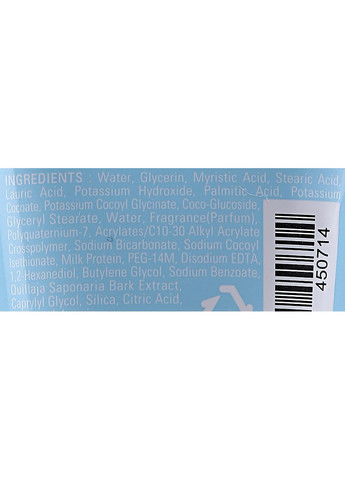 INGREDIENTS : Water, Glycerin, Myristic Acid, Stearic Acid,
Lauric Acid, Potassium Hydroxide, Palmitic Acid, Potassium
Cocoate, Potassium Cocoyl Glycinate, Coco-Glucoside,
Glyceryl Stearate, Water, Fragrance(Parfum),
Polyquaternium-7, Acrylates/C10-30 Alkyl Acrylate
Crosspolymer, Sodium Bicarbonate, Sodium Cocoyl
Isethionate, Milk Protein, PEG-14M, Disodium EDTA,
1,2-Hexanediol, Butylene Glycol, Sodium Benzoate,
Quillaja Saponaria Bark Extract,
Caprylyl Glycol, Silica, Citric Acid,
450714